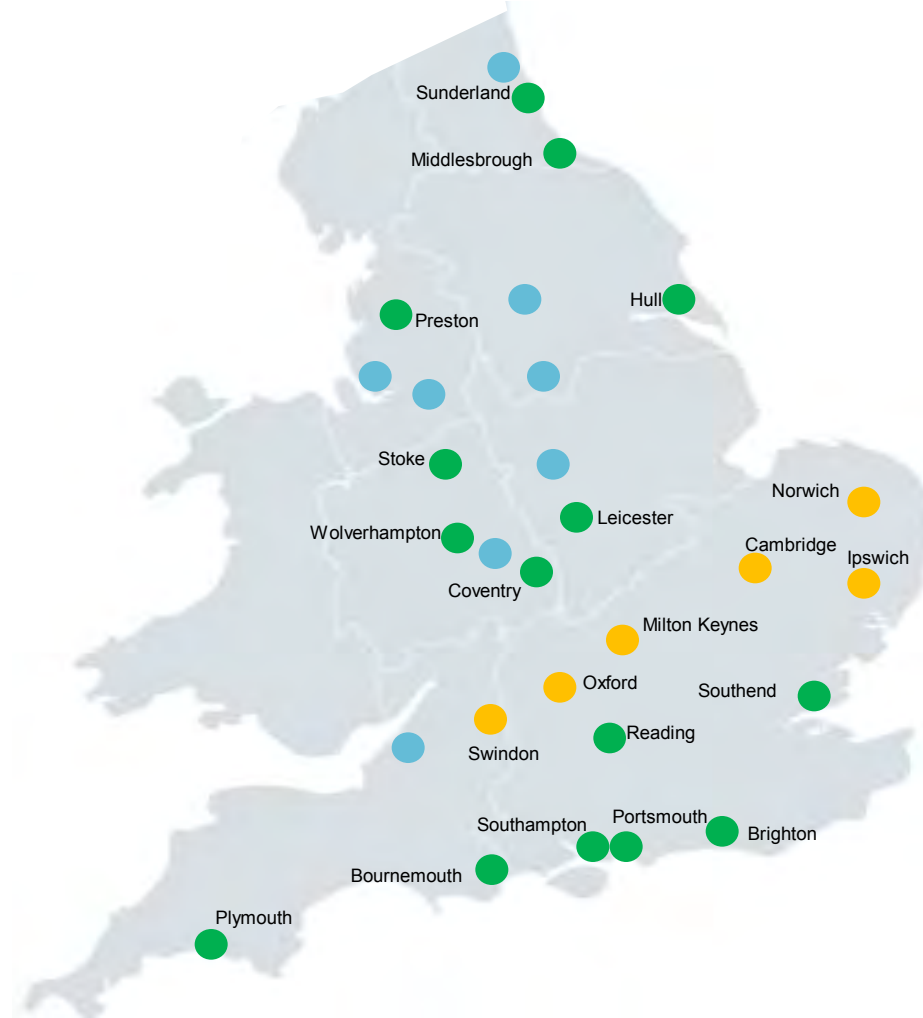 Sunderland
Middlesbrough
Hull
Preston
Stoke
Norwich
Leicester
Wolverhampton
Cambridge
Ipswich
Coventry
Milton Keynes
Oxford
Southend
Reading
Swindon
Portsmouth
Southampton
Brighton
Bournemouth
Plymouth